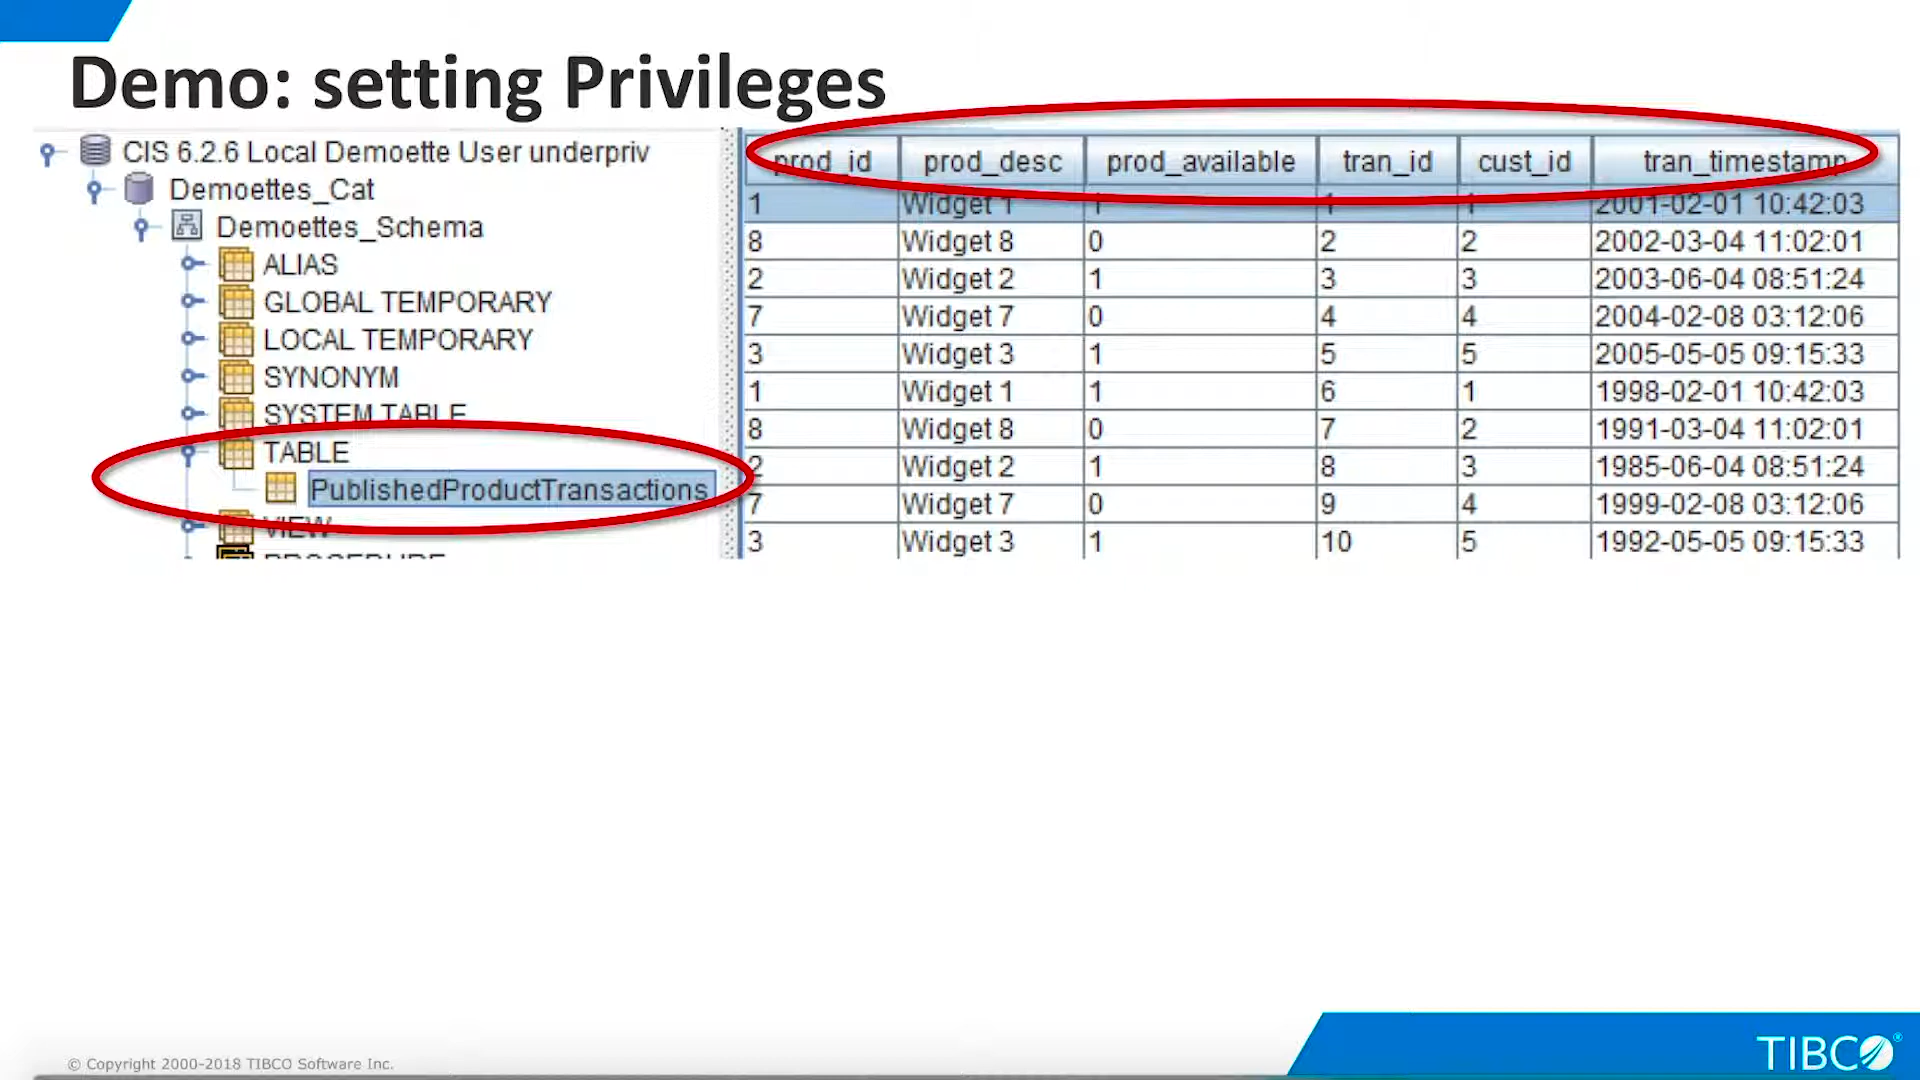 Demo: setting Privileges
CIS 6.2.6 Local Demoette User underpriv
Demoettes_Cat
Demoettes_Schema
ALIAS
GLOBAL TEMPORARY
LOCAL TEMPORARY
SYNONYM
SYSTEM TABLE
TABLE
PublishedProductTransactions
VIEW
PROCEDURE
prod_id prod_desc prod_available tran_id cust_id tran_timestamp
1 Widget 1 1 1 1 2001-02-01 10:42:03
8 Widget 8 0 2 2 2002-03-04 11:02:01
2 Widget 2 1 3 3 2003-06-04 08:51:24
7 Widget 7 0 4 4 2004-02-08 03:12:06
3 Widget 3 1 5 5 2005-05-05 09:15:33
1 Widget 1 1 6 1 1998-02-01 10:42:03
8 Widget 8 0 7 2 1991-03-04 11:02:01
2 Widget 2 1 8 3 1985-06-04 08:51:24
7 Widget 7 0 9 4 1999-02-08 03:12:06
3 Widget 3 1 10 5 1992-05-05 09:15:33
© Copyright 2000-2018 TIBCO Software Inc.
TIBCO®